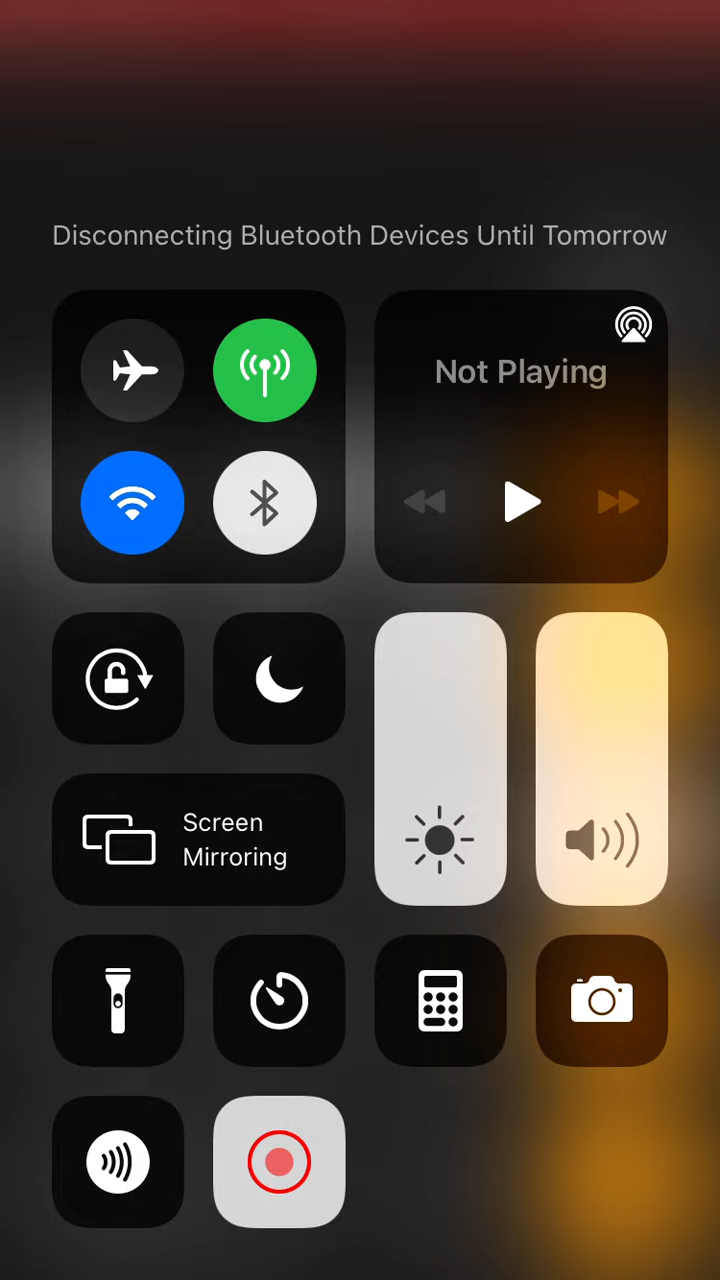 Disconnecting Bluetooth Devices Until Tomorrow
Not Playing
Screen
Mirroring